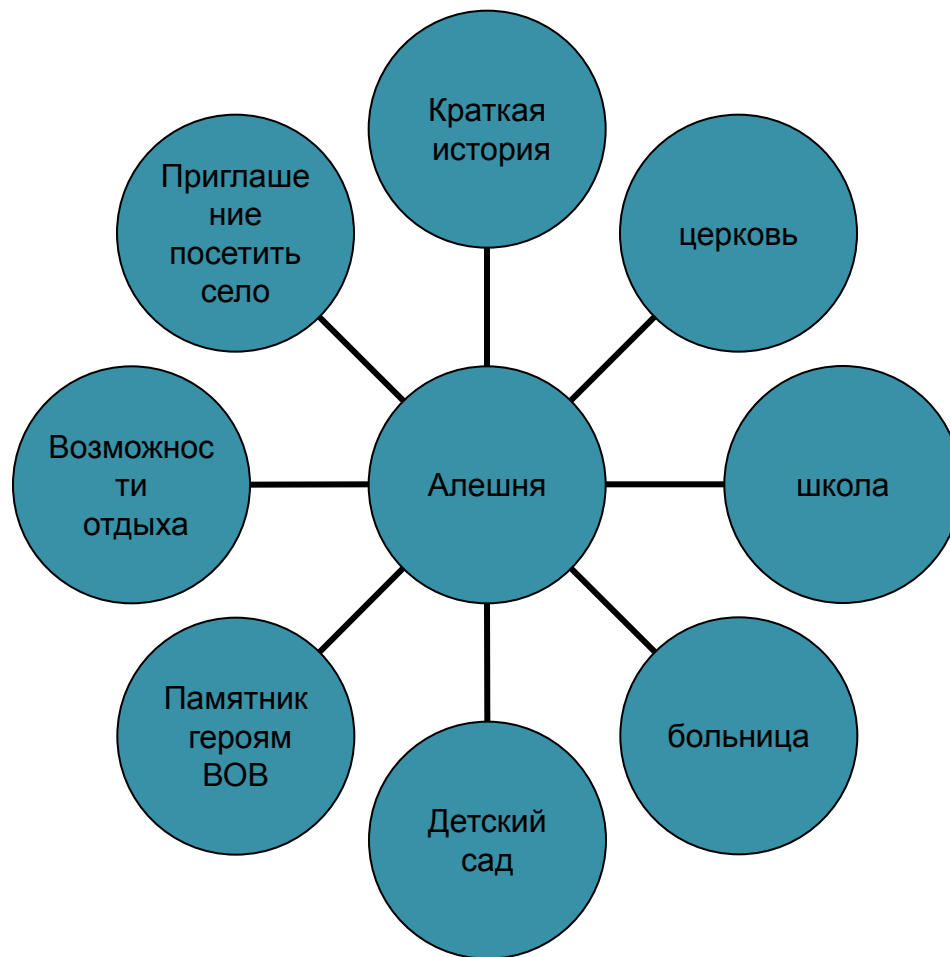 Краткая
история
церковь
школа
больница
Детский
сад
Памятник
героям
ВОВ
Возможнос
ти
отдыха
Приглаше
ние
посетить
село
Алешня